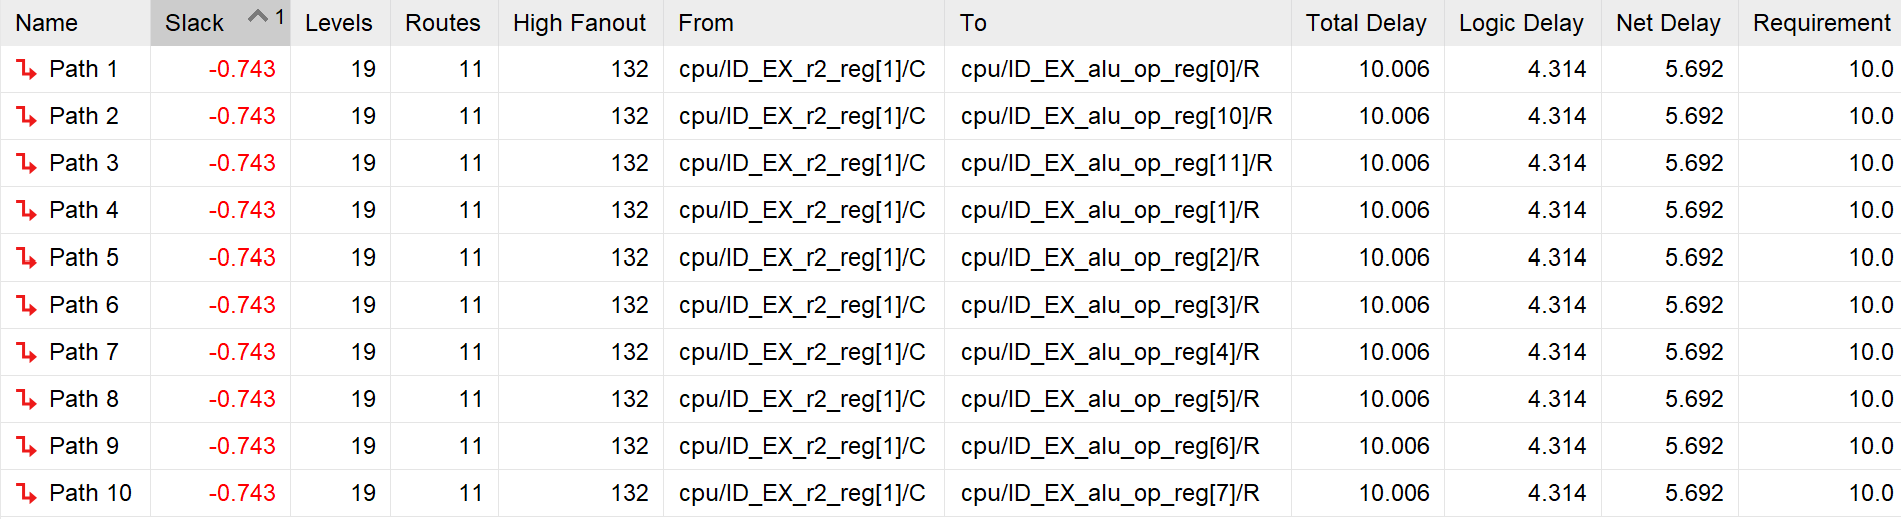 Name Slack 1 Levels Routes High Fanout From To Total Delay Logic Delay Net Delay Requirement
Path 1 -0.743 19 11 132 cpu/ID_EX_r2_reg[1]/C cpu/ID_EX_alu_op_reg[0]/R 10.006 4.314 5.692 10.0
Path 2 -0.743 19 11 132 cpu/ID_EX_r2_reg[1]/C cpu/ID_EX_alu_op_reg[10]/R 10.006 4.314 5.692 10.0
Path 3 -0.743 19 11 132 cpu/ID_EX_r2_reg[1]/C cpu/ID_EX_alu_op_reg[11]/R 10.006 4.314 5.692 10.0
Path 4 -0.743 19 11 132 cpu/ID_EX_r2_reg[1]/C cpu/ID_EX_alu_op_reg[1]/R 10.006 4.314 5.692 10.0
Path 5 -0.743 19 11 132 cpu/ID_EX_r2_reg[1]/C cpu/ID_EX_alu_op_reg[2]/R 10.006 4.314 5.692 10.0
Path 6 -0.743 19 11 132 cpu/ID_EX_r2_reg[1]/C cpu/ID_EX_alu_op_reg[3]/R 10.006 4.314 5.692 10.0
Path 7 -0.743 19 11 132 cpu/ID_EX_r2_reg[1]/C cpu/ID_EX_alu_op_reg[4]/R 10.006 4.314 5.692 10.0
Path 8 -0.743 19 11 132 cpu/ID_EX_r2_reg[1]/C cpu/ID_EX_alu_op_reg[5]/R 10.006 4.314 5.692 10.0
Path 9 -0.743 19 11 132 cpu/ID_EX_r2_reg[1]/C cpu/ID_EX_alu_op_reg[6]/R 10.006 4.314 5.692 10.0
Path 10 -0.743 19 11 132 cpu/ID_EX_r2_reg[1]/C cpu/ID_EX_alu_op_reg[7]/R 10.006 4.314 5.692 10.0